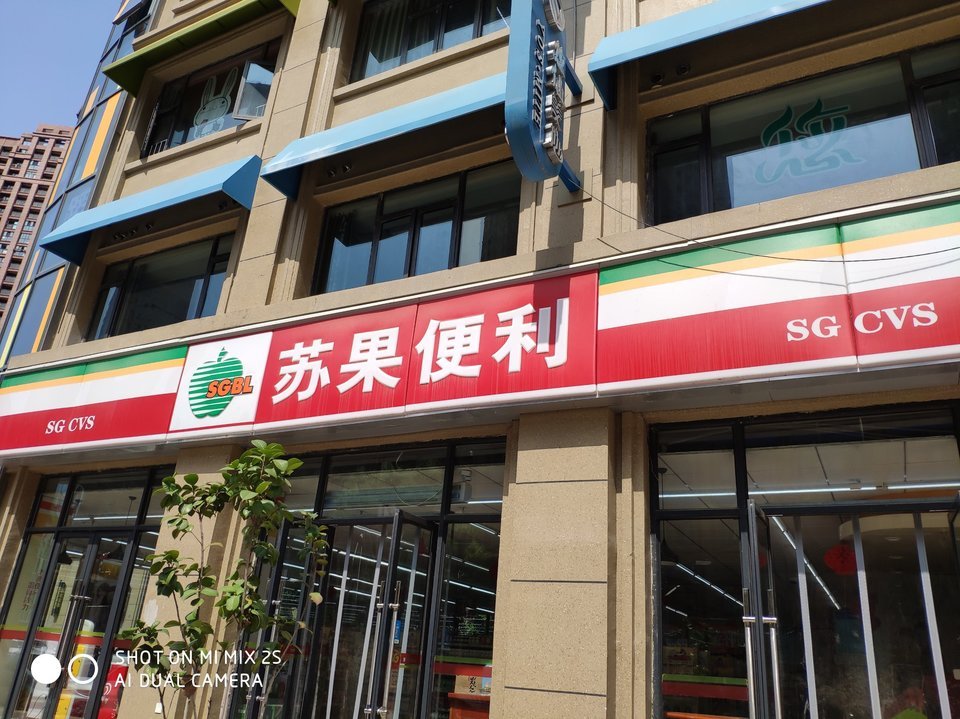 SG CVS
SGBL
苏果便利
SG CVS
SHOT ON MI MIX 2S
AI DUAL CAMERA